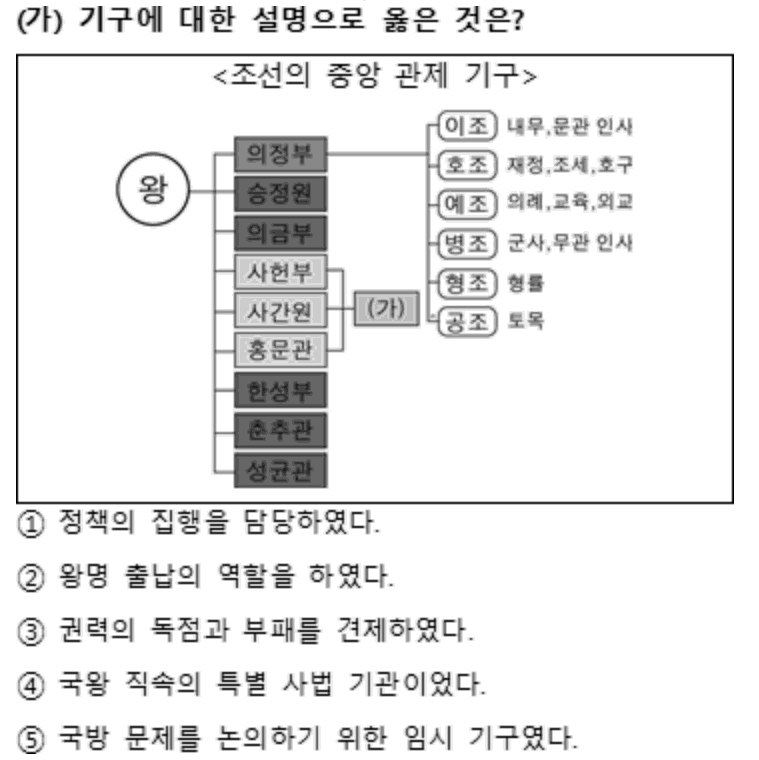 (가) 기구에 대한 설명으로 옳은 것은?
<조선의 중앙 관제 기구>
왕
의정부
승정원
의금부
사헌부
사간원
홍문관
한성부
춘추관
성균관
(가)
이조 내무,문관 인사
호조 재정,조세,호구
예조 의례,교육,외교
병조 군사,무관 인사
형조 형률
공조 토목
① 정책의 집행을 담당하였다.
② 왕명 출납의 역할을 하였다.
③ 권력의 독점과 부패를 견제하였다.
④ 국왕 직속의 특별 사법 기관이었다.
⑤ 국방 문제를 논의하기 위한 임시 기구였다.